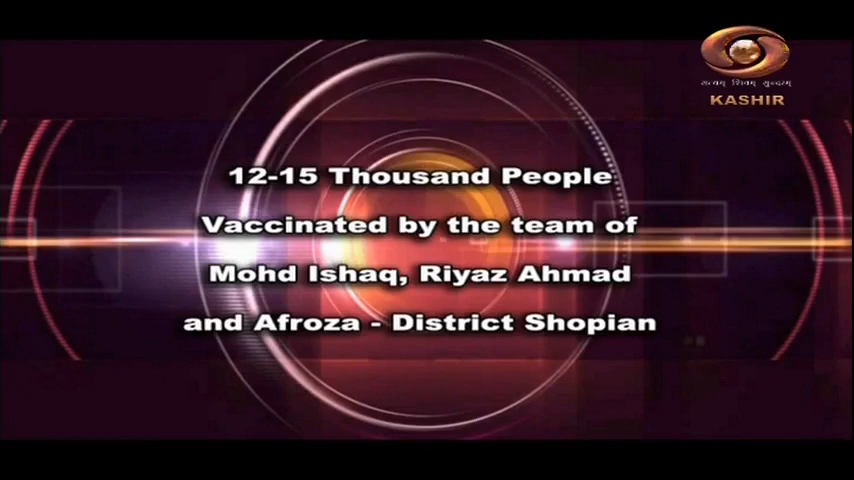 सत्यम् शिवम् सुन्दरम्
KASHIR
12-15 Thousand People
Vaccinated by the team of
Mohd Ishaq, Riyaz Ahmad
and Afroza - District Shopian